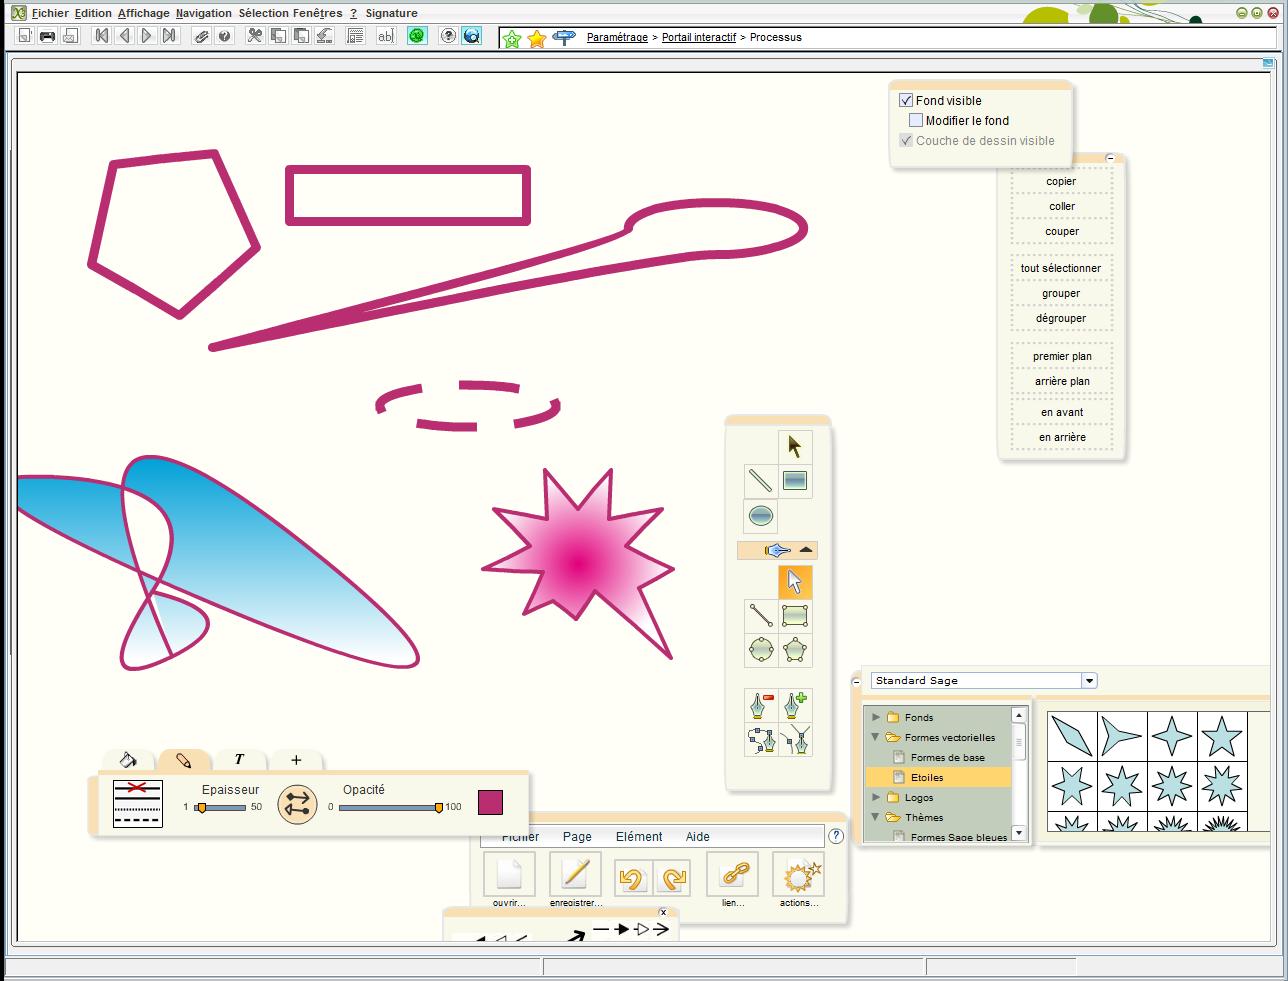 Fichier Edition Affichage Navigation Sélection Fenêtres ? Signature
Paramétrage > Portail interactif > Processus
Fond visible
Modifier le fond
Couche de dessin visible
copier
coller
couper
tout sélectionner
grouper
dégrouper
premier plan
arrière plan
en avant
en arrière
Standard Sage
Fonds
Formes vectorielles
Formes de base
Etoiles
Logos
Thèmes
Formes Sage bleues
T +
Epaisseur Opacité
1 50 0 100
Fichier Page Elément Aide ?
ouvrir... enregistrer... lien... actions...